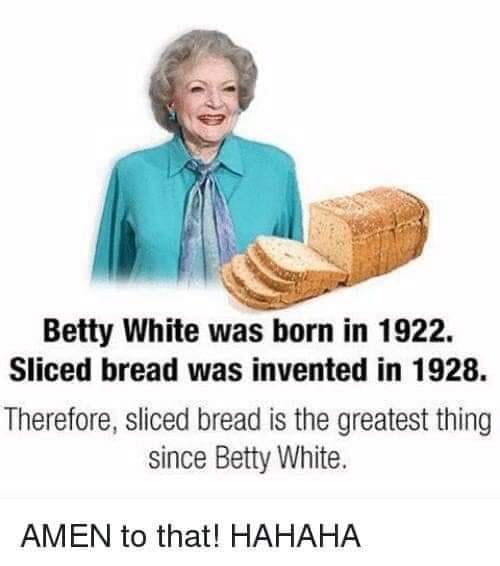 Betty White was born in 1922.
Sliced bread was invented in 1928.
Therefore, sliced bread is the greatest thing
since Betty White.
AMEN to that! HAHAHA